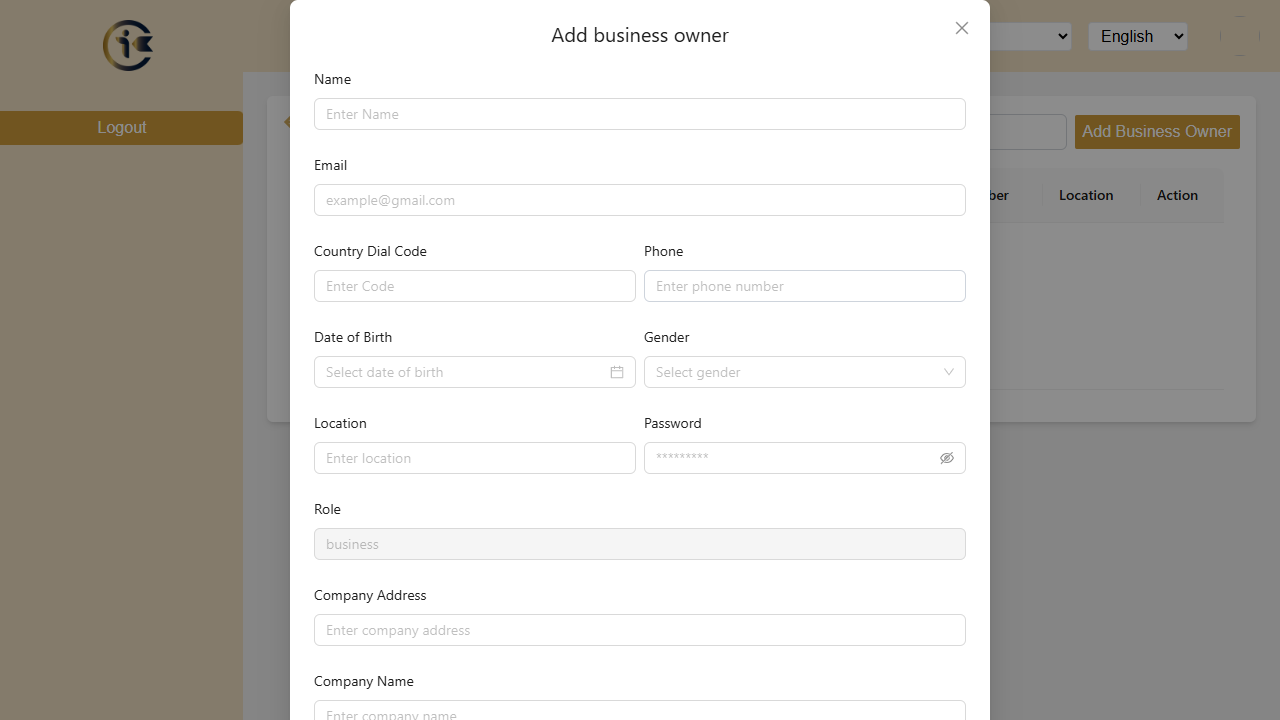 Add business owner
English
Logout
Add Business Owner
Name
Enter Name
Email
example@gmail.com
ber
Location
Action
Country Dial Code
Phone
Enter Code
Enter phone number
Date of Birth
Gender
Select date of birth
Select gender
Location
Password
Enter location
*********
Role
business
Company Address
Enter company address
Company Name
Enter company name